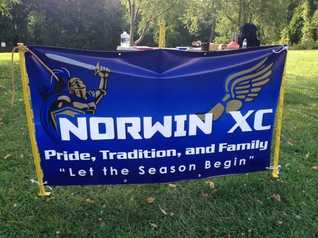 NORWIN XC
Pride, Tradition, and Family
"Let the Season Begin"